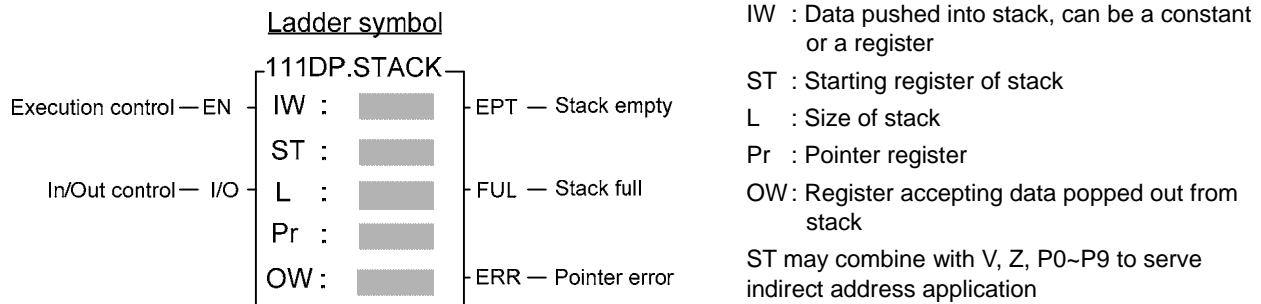 Ladder symbol
111DP.STACK
Execution control — EN
IW :
EPT — Stack empty
ST :
In/Out control — I/O
L :
FUL — Stack full
Pr :
OW :
ERR — Pointer error
IW : Data pushed into stack, can be a constant
or a register
ST : Starting register of stack
L : Size of stack
Pr : Pointer register
OW : Register accepting data popped out from
stack
ST may combine with V, Z, P0~P9 to serve
indirect address application